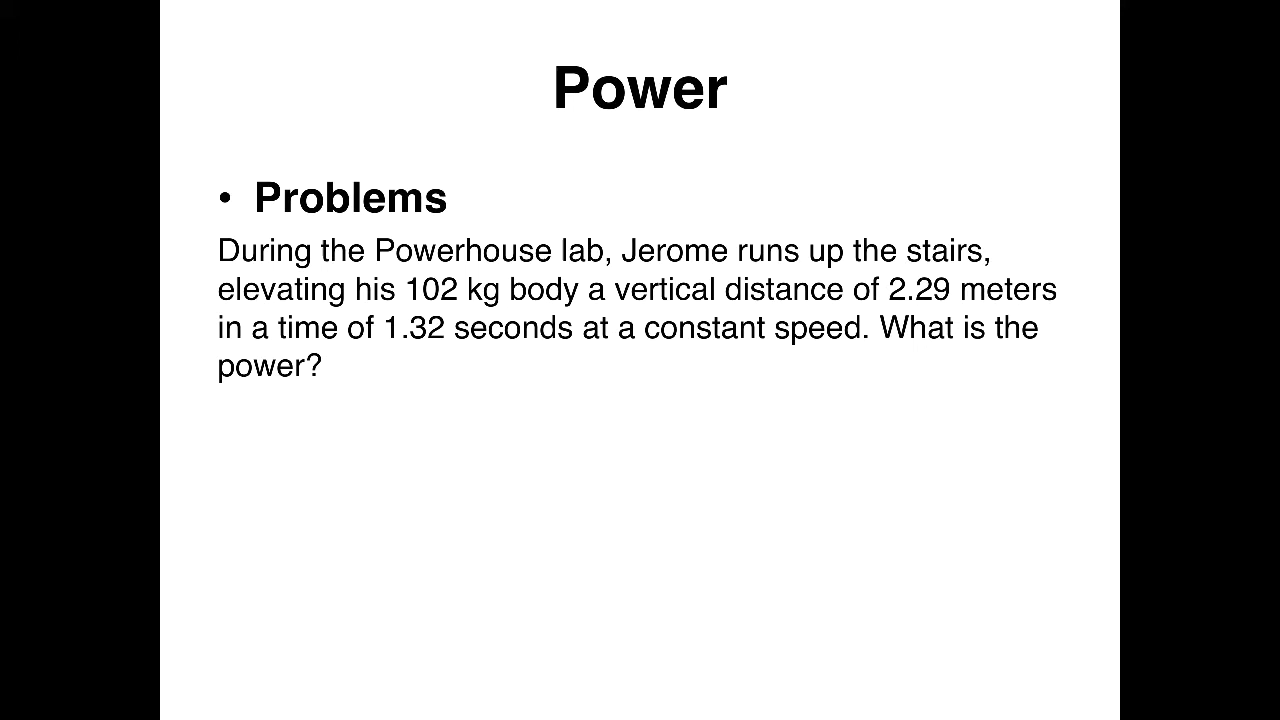 Power
• Problems
During the Powerhouse lab, Jerome runs up the stairs,
elevating his 102 kg body a vertical distance of 2.29 meters
in a time of 1.32 seconds at a constant speed. What is the
power?